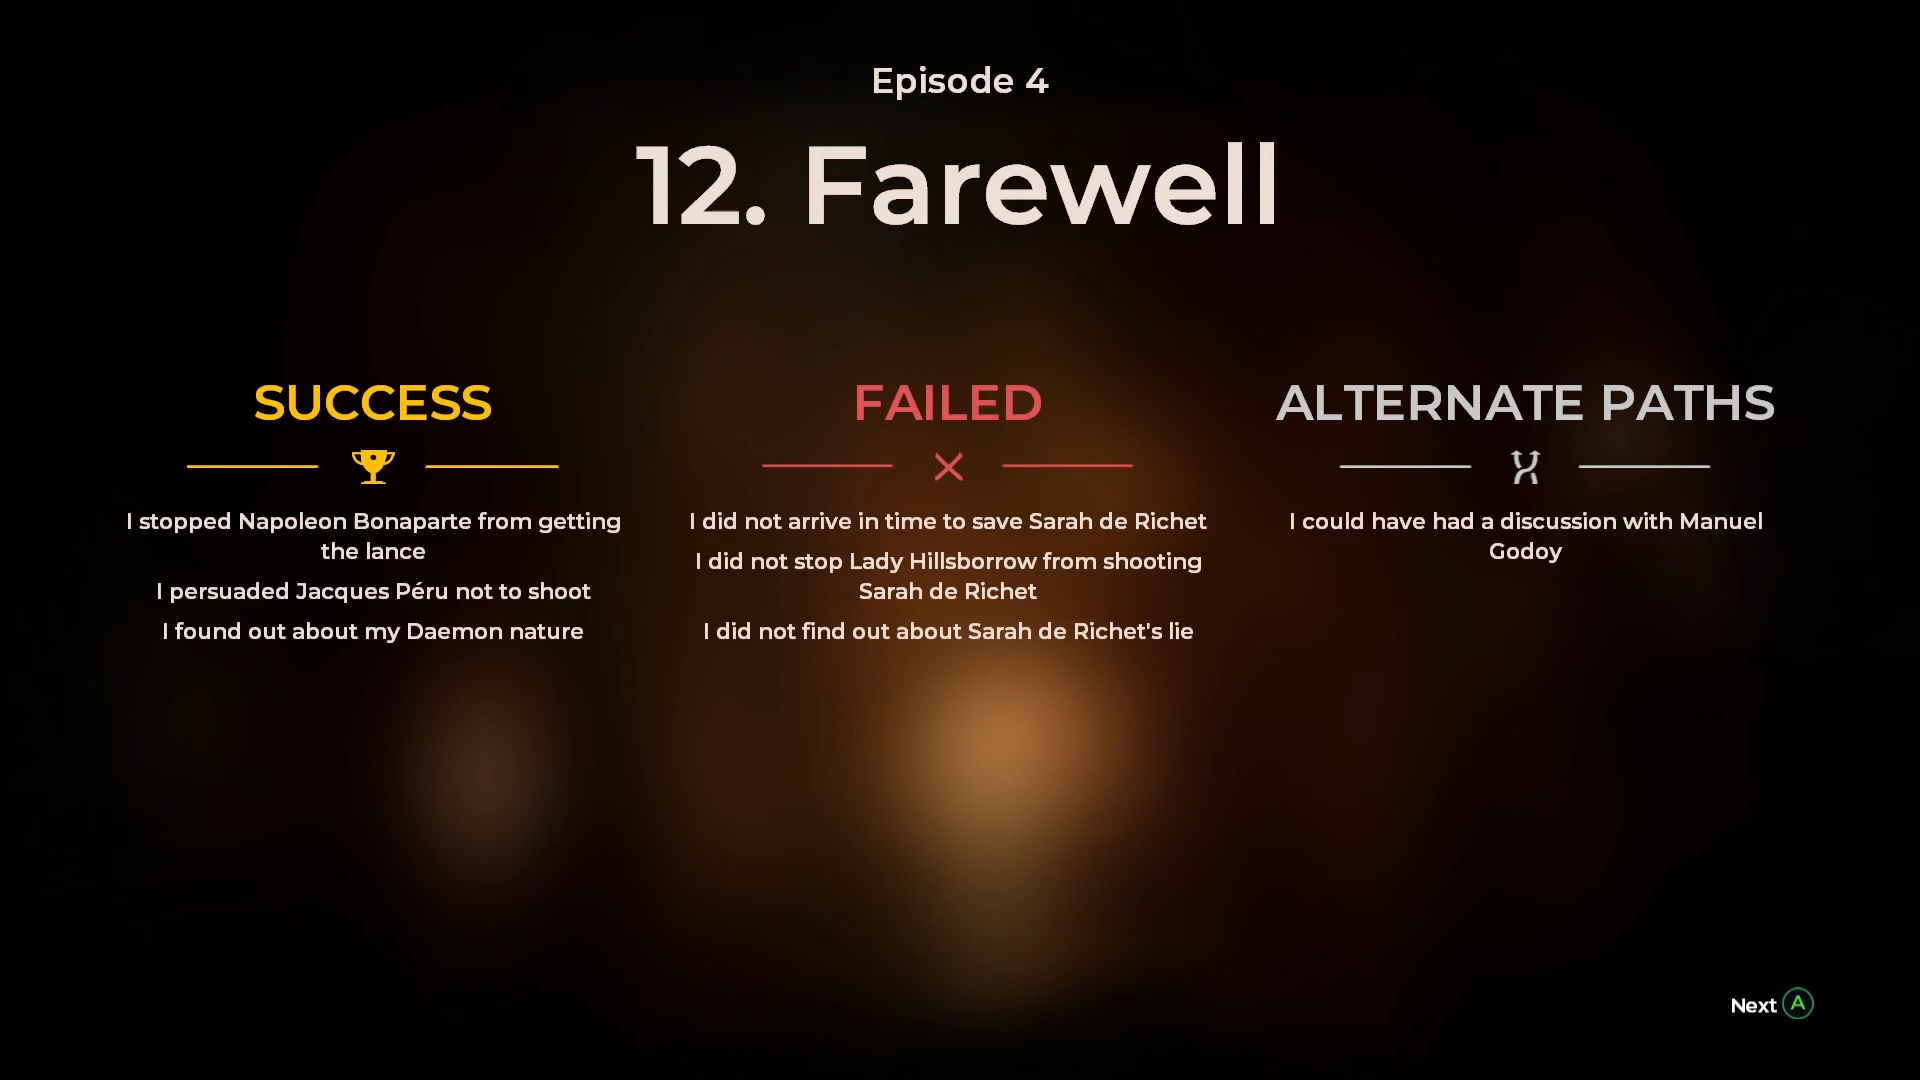 Episode 4
12. Farewell
SUCCESS
I stopped Napoleon Bonaparte from getting
the lance
I persuaded Jacques Péru not to shoot
I found out about my Daemon nature
FAILED
I did not arrive in time to save Sarah de Richet
I did not stop Lady Hillsborrow from shooting
Sarah de Richet
I did not find out about Sarah de Richet's lie
ALTERNATE PATHS
I could have had a discussion with Manuel
Godoy
Next A